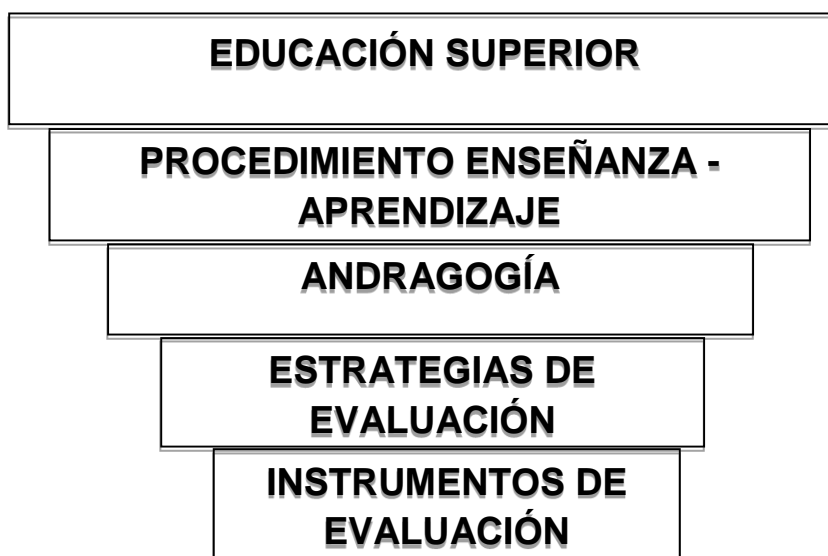 EDUCACIÓN SUPERIOR
PROCEDIMIENTO ENSEÑANZA -
APRENDIZAJE
ANDRAGOGÍA
ESTRATEGIAS DE
EVALUACIÓN
INSTRUMENTOS DE
EVALUACIÓN